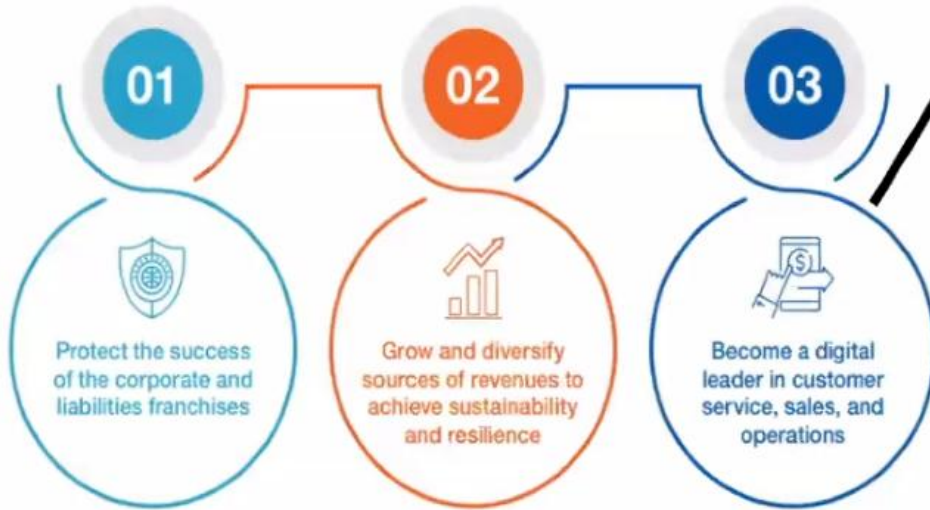 01
02
03
Protect the success
of the corporate and
liabilities franchises
Grow and diversify
sources of revenues to
achieve sustainability
and resilience
Become a digital
leader in customer
service, sales, and
operations
$